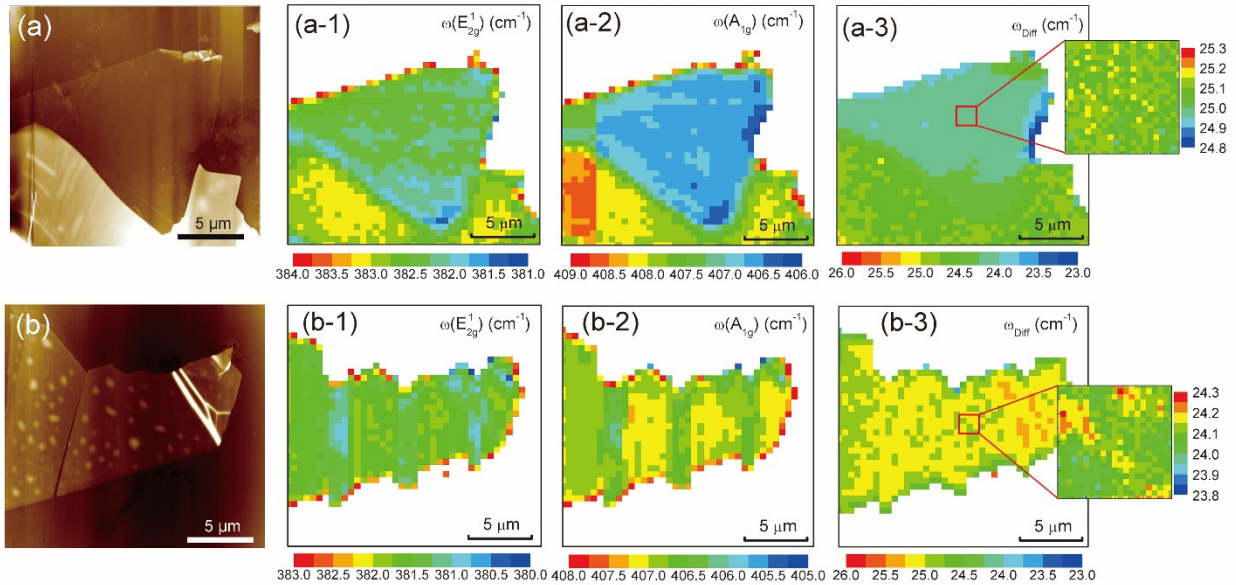 (a)
5 μm
(a-1)
ω(E¹₂g) (cm⁻¹)
5 μm
384.0 383.5 383.0 382.5 382.0 381.5 381.0
(a-2)
ω(A₁g) (cm⁻¹)
5 μm
409.0 408.5 408.0 407.5 407.0 406.5 406.0
(a-3)
ω_Diff (cm⁻¹)
5 μm
26.0 25.5 25.0 24.5 24.0 23.5 23.0
25.3
25.2
25.1
25.0
24.9
24.8
(b)
5 μm
(b-1)
ω(E¹₂g) (cm⁻¹)
5 μm
383.0 382.5 382.0 381.5 381.0 380.5 380.0
(b-2)
ω(A₁g) (cm⁻¹)
5 μm
408.0 407.5 407.0 406.5 406.0 405.5 405.0
(b-3)
ω_Diff (cm⁻¹)
5 μm
26.0 25.5 25.0 24.5 24.0 23.5 23.0
24.3
24.2
24.1
24.0
23.9
23.8